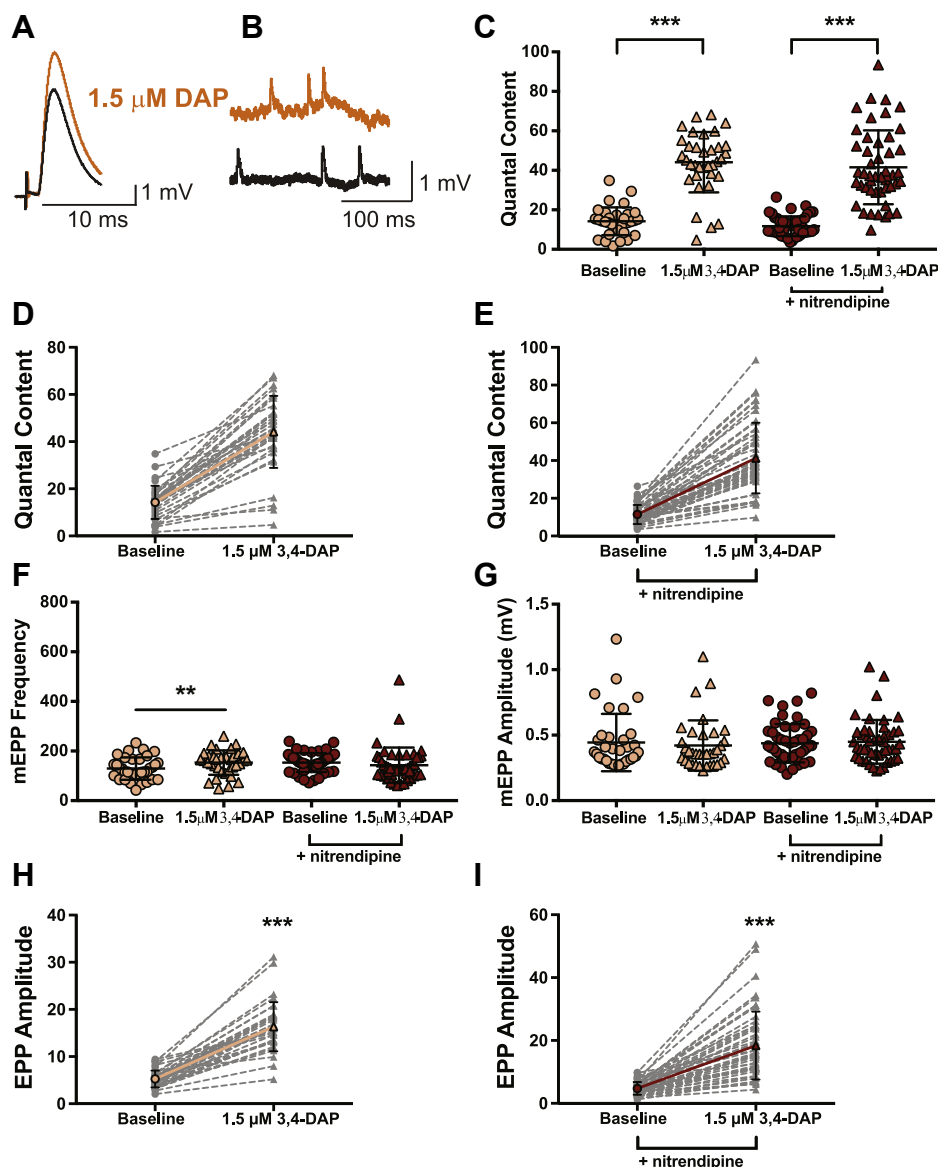 A
B
C
1.5 μM DAP
1 mV
10 ms
1 mV
100 ms
*** ***
Quantal Content
100
80
60
40
20
0
Baseline 1.5μM 3,4-DAP Baseline 1.5μM 3,4-DAP
+ nitrendipine
D
Quantal Content
80
60
40
20
0
Baseline 1.5 μM 3,4-DAP
E
Quantal Content
100
80
60
40
20
0
Baseline 1.5 μM 3,4-DAP
+ nitrendipine
F
mEPP Frequency
800
600
400
200
0
**
Baseline 1.5μM 3,4-DAP Baseline 1.5μM 3,4-DAP
+ nitrendipine
G
mEPP Amplitude (mV)
1.5
1.0
0.5
0.0
Baseline 1.5μM 3,4-DAP Baseline 1.5μM 3,4-DAP
+ nitrendipine
H
EPP Amplitude
40
30
20
10
0
***
Baseline 1.5 μM 3,4-DAP
I
EPP Amplitude
60
40
20
0
***
Baseline 1.5 μM 3,4-DAP
+ nitrendipine